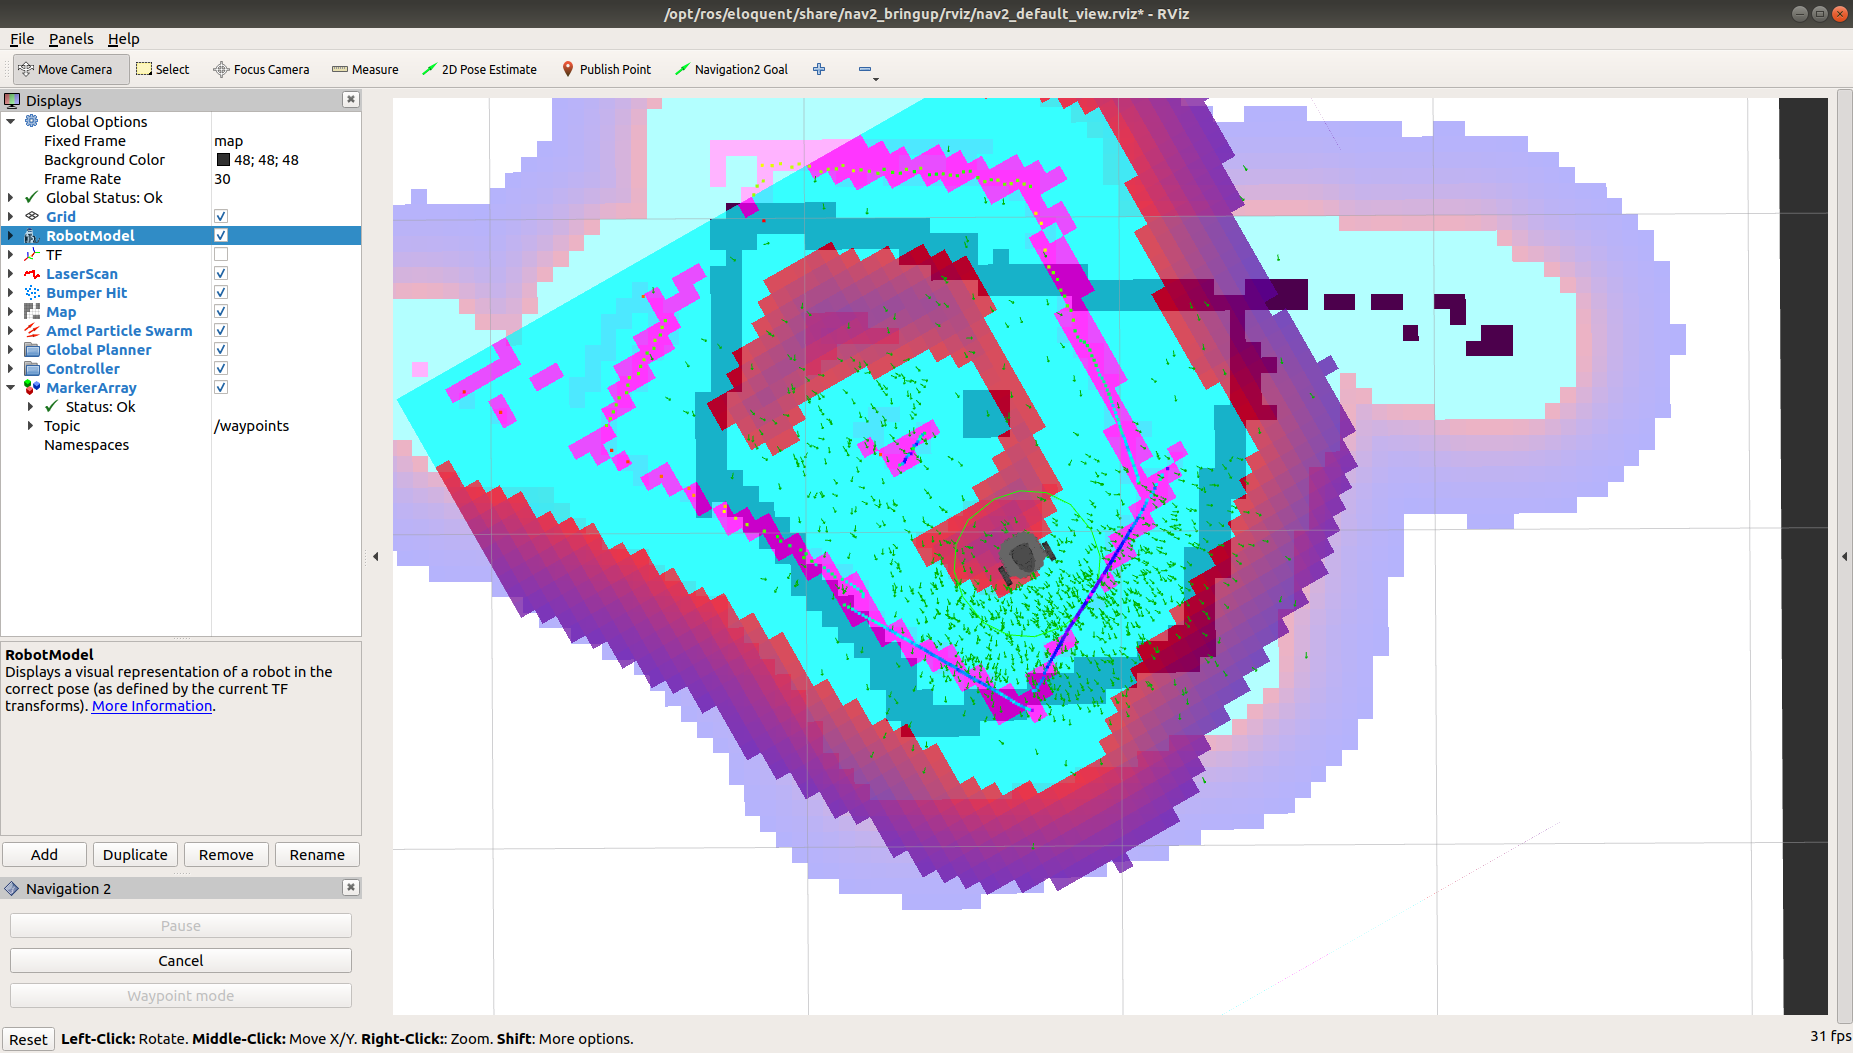 /opt/ros/eloquent/share/nav2_bringup/rviz/nav2_default_view.rviz* - RViz
File Panels Help
Move Camera Select Focus Camera Measure 2D Pose Estimate Publish Point Navigation2 Goal
Displays
Global Options
Fixed Frame map
Background Color 48; 48; 48
Frame Rate 30
Global Status: Ok
Grid
RobotModel
TF
LaserScan
Bumper Hit
Map
Amcl Particle Swarm
Global Planner
Controller
MarkerArray
Status: Ok
Topic /waypoints
Namespaces
RobotModel
Displays a visual representation of a robot in the
correct pose (as defined by the current TF
transforms). More Information.
Add Duplicate Remove Rename
Navigation 2
Pause
Cancel
Waypoint mode
Reset Left-Click: Rotate. Middle-Click: Move X/Y. Right-Click:: Zoom. Shift: More options. 31 fps